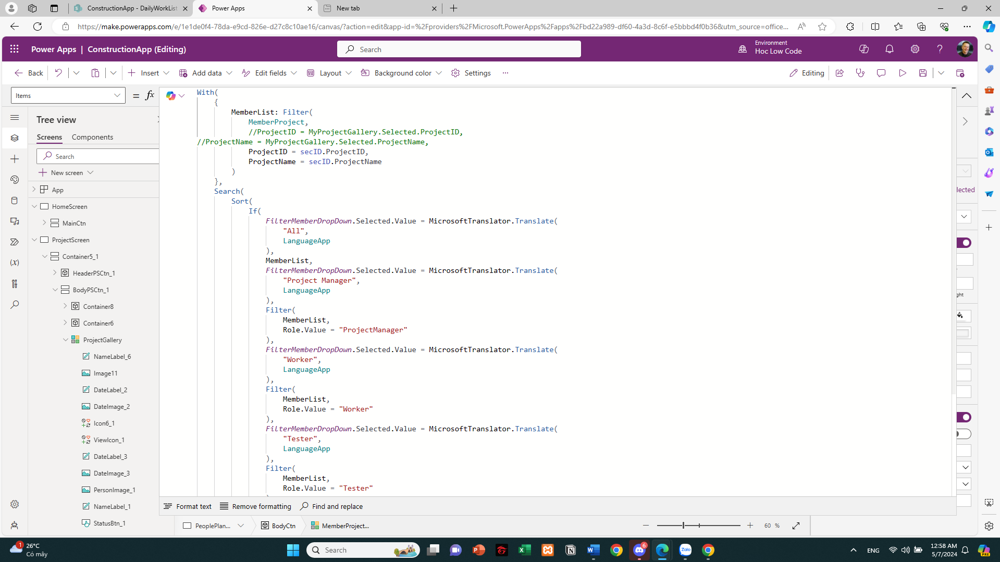 ConstructionApp - DailyWorkList
Power Apps
New tab
https://make.powerapps.com/e/1e1de0f4-78da-e9cd-826e-d27c8c10ae16/canvas/?action=edit&app-id=%2Fproviders%2FMicrosoft.PowerApps%2Fapps%2Fbd22a989-df60-4a3d-8c6f-e5bbbd4f0b36&utm_source=office...
Power Apps | ConstructionApp (Editing)
Search
Environment
Hoc Low Code
Back
Insert
Add data
Edit fields
Layout
Background color
Settings
...
Editing
Items
= fx
Tree view
Screens
Components
Search
New screen
App
HomeScreen
MainCtn
ProjectScreen
Container5_1
HeaderPSCtn_1
BodyPSCtn_1
Container8
Container6
ProjectGallery
NameLabel_6
Image11
DateLabel_2
DateImage_2
Icon6_1
ViewIcon_1
DateLabel_3
DateImage_3
PersonImage_1
NameLabel_1
StatusBtn_1
With(
{
MemberList: Filter(
MemberProject,
//ProjectID = MyProjectGallery.Selected.ProjectID,
//ProjectName = MyProjectGallery.Selected.ProjectName,
ProjectID = secID.ProjectID,
ProjectName = secID.ProjectName
)
},
Search(
Sort(
If(
FilterMemberDropDown.Selected.Value = MicrosoftTranslator.Translate(
"All",
LanguageApp
),
MemberList,
FilterMemberDropDown.Selected.Value = MicrosoftTranslator.Translate(
"Project Manager",
LanguageApp
),
Filter(
MemberList,
Role.Value = "ProjectManager"
),
FilterMemberDropDown.Selected.Value = MicrosoftTranslator.Translate(
"Worker",
LanguageApp
),
Filter(
MemberList,
Role.Value = "Worker"
),
FilterMemberDropDown.Selected.Value = MicrosoftTranslator.Translate(
"Tester",
LanguageApp
),
Filter(
MemberList,
Role.Value = "Tester"
lected
ght
Format text
Remove formatting
Find and replace
PeoplePlan...
BodyCtn
MemberProject...
60 %
1
26°C
Có mây
Search
6
Zalo
ENG
12:58 AM
5/7/2024
PRE